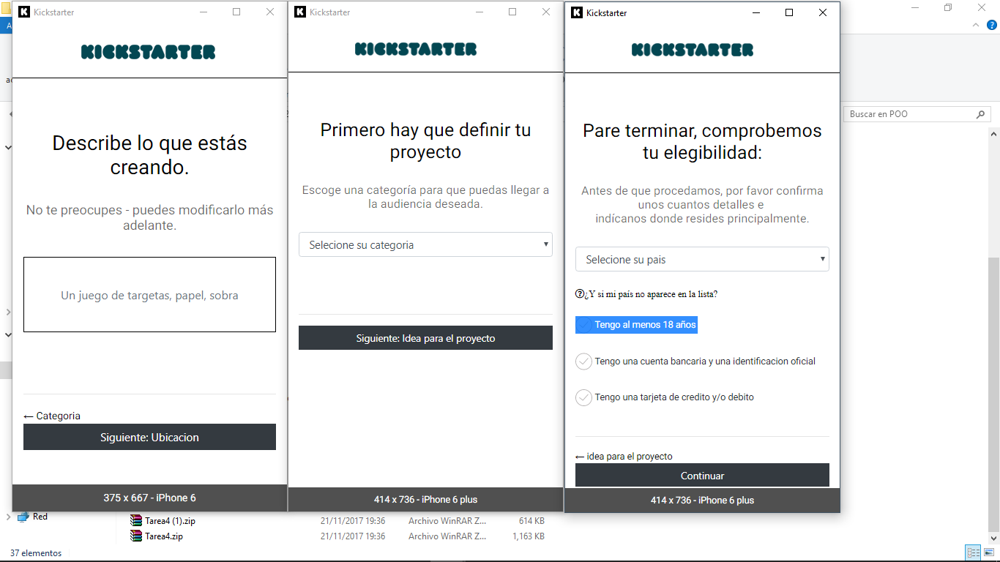 Kickstarter
KICKSTARTER
Describe lo que estás
creando.
No te preocupes - puedes modificarlo más
adelante.
Un juego de targetas, papel, sobra
← Categoria
Siguiente: Ubicacion
375 x 667 - iPhone 6
Kickstarter
KICKSTARTER
Primero hay que definir tu
proyecto
Escoge una categoría para que puedas llegar a
la audiencia deseada.
Selecione su categoria
Siguiente: Idea para el proyecto
414 x 736 - iPhone 6 plus
Kickstarter
KICKSTARTER
Pare terminar, comprobemos
tu elegibilidad:
Antes de que procedamos, por favor confirma
unos cuantos detalles e
indícanos donde resides principalmente.
Selecione su pais
¿Y si mi país no aparece en la lista?
Tengo al menos 18 años
Tengo una cuenta bancaria y una identificacion oficial
Tengo una tarjeta de credito y/o debito
← idea para el proyecto
Continuar
414 x 736 - iPhone 6 plus
Buscar en POO
Red
Tarea4 (1).zip 21/11/2017 19:36 Archivo WinRAR Z... 614 KB
Tarea4.zip 21/11/2017 19:36 Archivo WinRAR Z... 1,163 KB
37 elementos